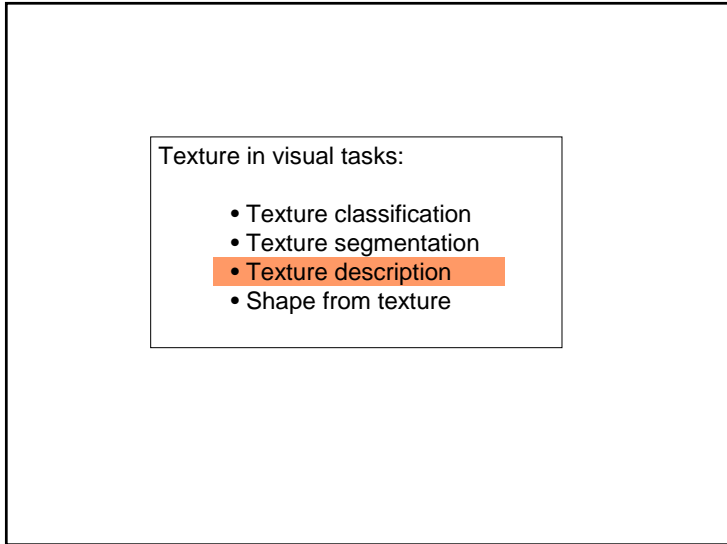 Texture in visual tasks:
• Texture classification
• Texture segmentation
• Texture description
• Shape from texture